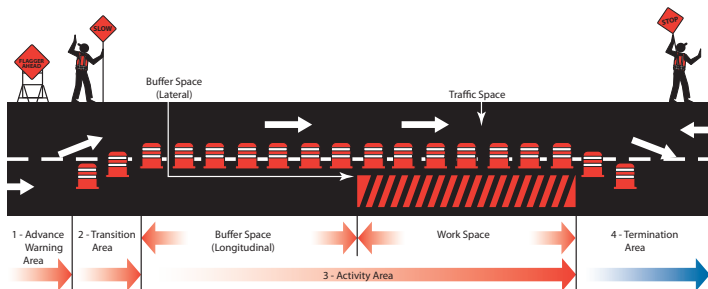 SLOW
STOP
FLAGGER
AHEAD
Buffer Space
(Lateral)
Traffic Space
1 - Advance
Warning
Area
2 - Transition
Area
Buffer Space
(Longitudinal)
Work Space
4 - Termination
Area
3 - Activity Area